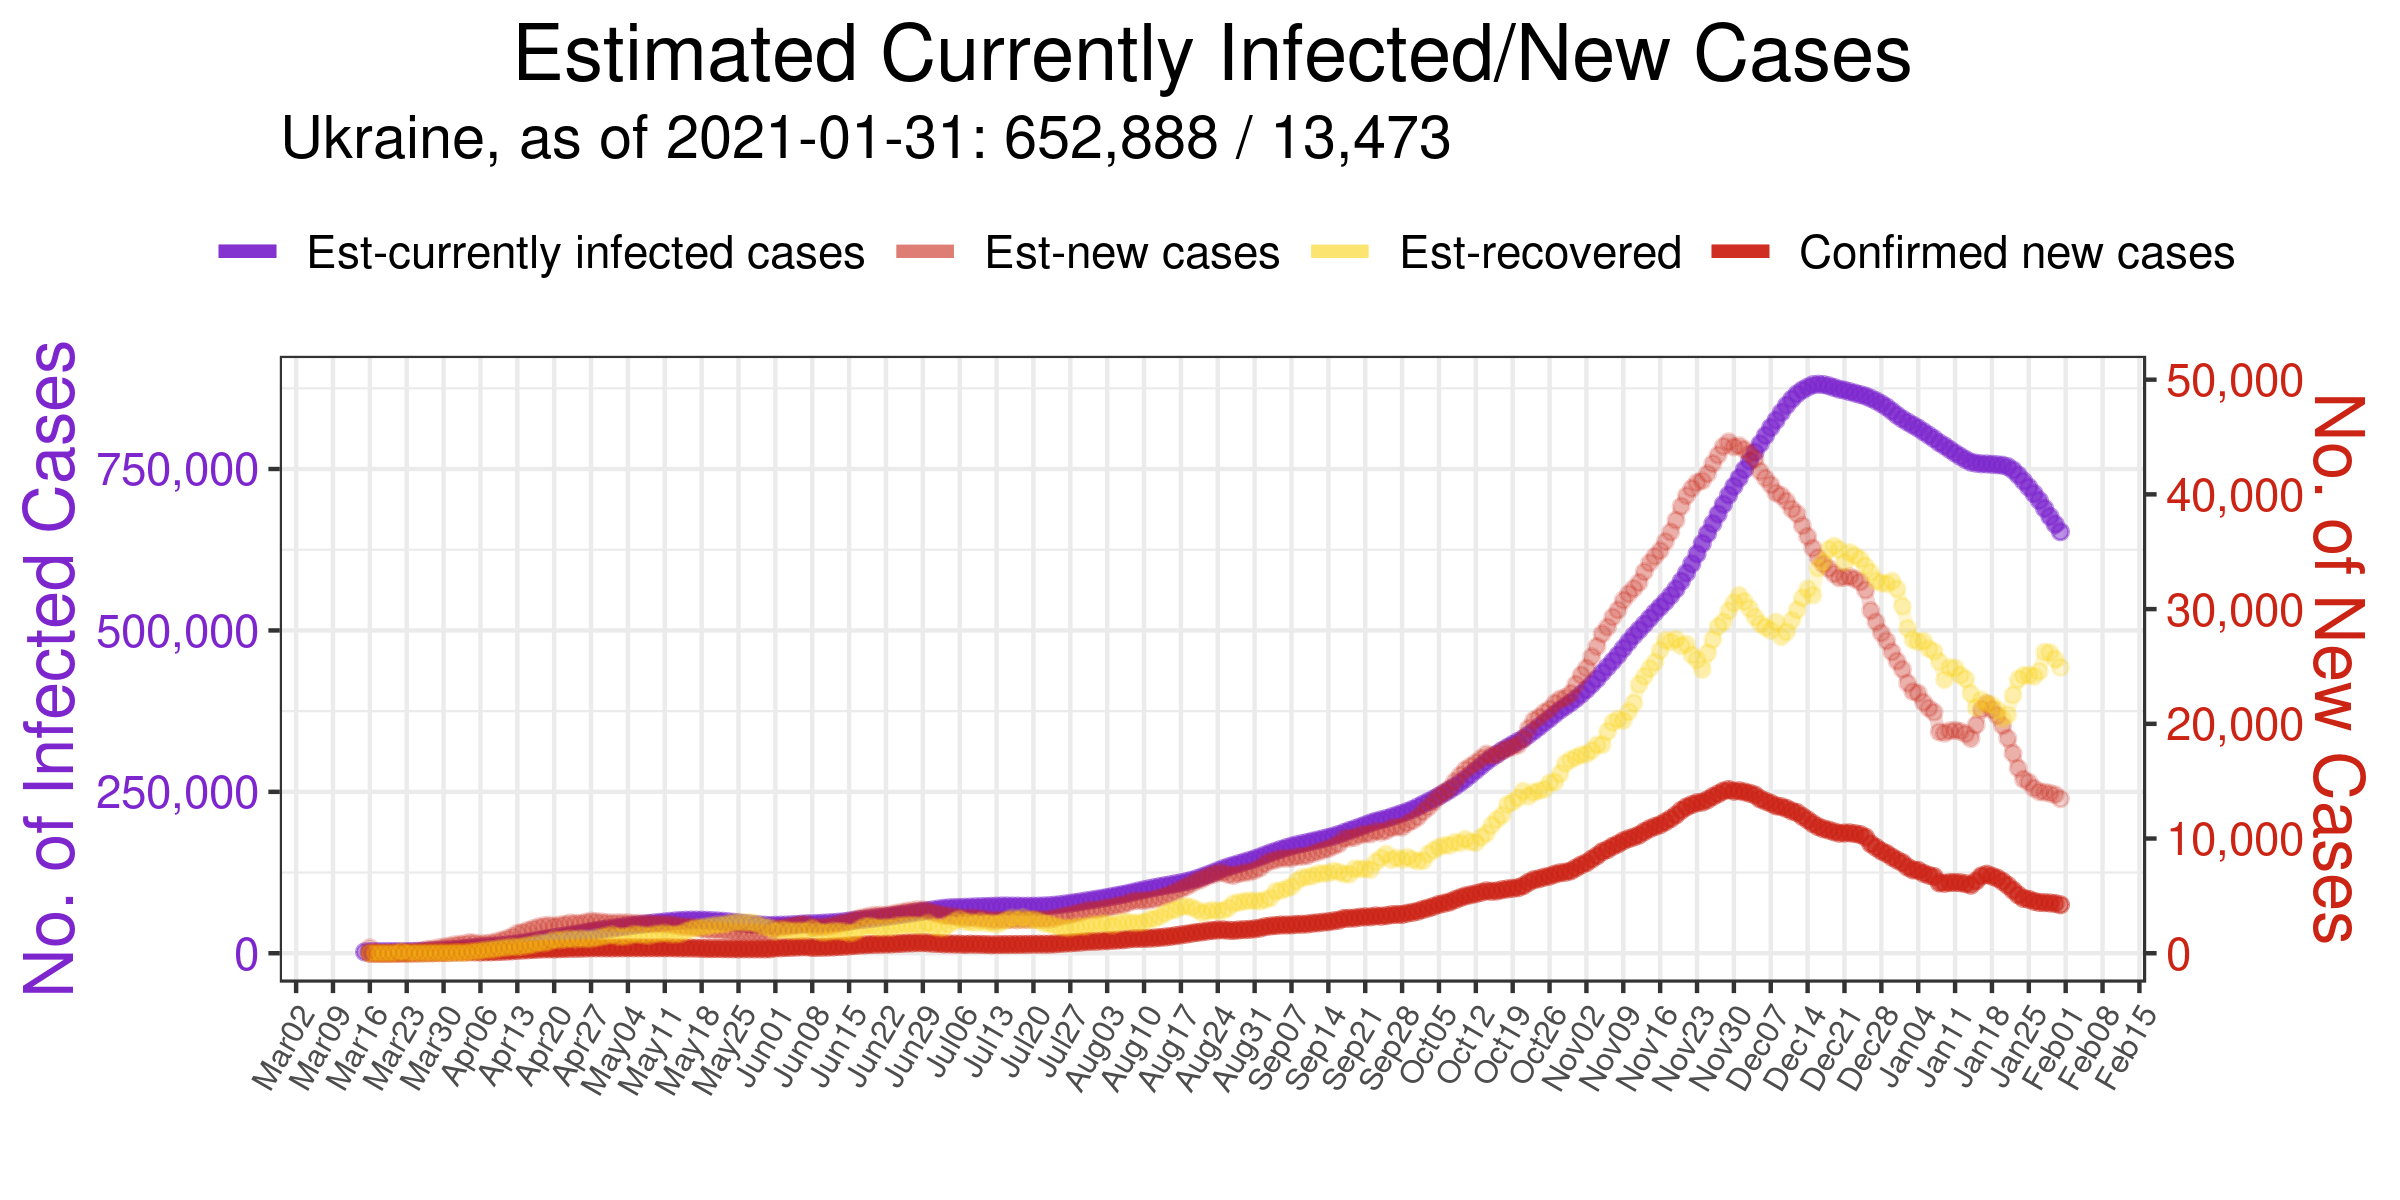 Estimated Currently Infected/New Cases
Ukraine, as of 2021-01-31: 652,888 / 13,473
Est-currently infected cases Est-new cases Est-recovered Confirmed new cases
No. of Infected Cases
750,000
500,000
250,000
0
50,000
40,000
30,000
20,000
10,000
0
No. of New Cases
Mar02 Mar09 Mar16 Mar23 Mar30 Apr06 Apr13 Apr20 Apr27 May04 May11 May18 May25 Jun01 Jun08 Jun15 Jun22 Jun29 Jul06 Jul13 Jul20 Jul27 Aug03 Aug10 Aug17 Aug24 Aug31 Sep07 Sep14 Sep21 Sep28 Oct05 Oct12 Oct19 Oct26 Nov02 Nov09 Nov16 Nov23 Nov30 Dec07 Dec14 Dec21 Dec28 Jan04 Jan11 Jan18 Jan25 Feb01 Feb08 Feb15